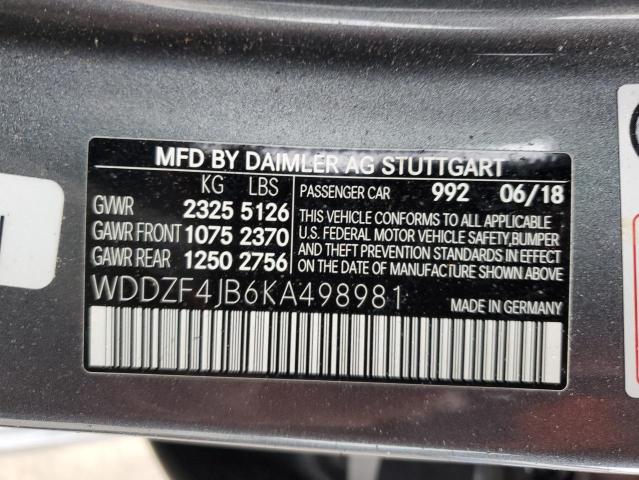 MFD BY DAIMLER AG STUTTGART
KG LBS
GVWR 2325 5126
GAWR FRONT 1075 2370
GAWR REAR 1250 2756
PASSENGER CAR 992 06/18
THIS VEHICLE CONFORMS TO ALL APPLICABLE
U.S. FEDERAL MOTOR VEHICLE SAFETY,BUMPER
AND THEFT PREVENTION STANDARDS IN EFFECT
ON THE DATE OF MANUFACTURE SHOWN ABOVE.
WDDZF4JB6KA498981
MADE IN GERMANY